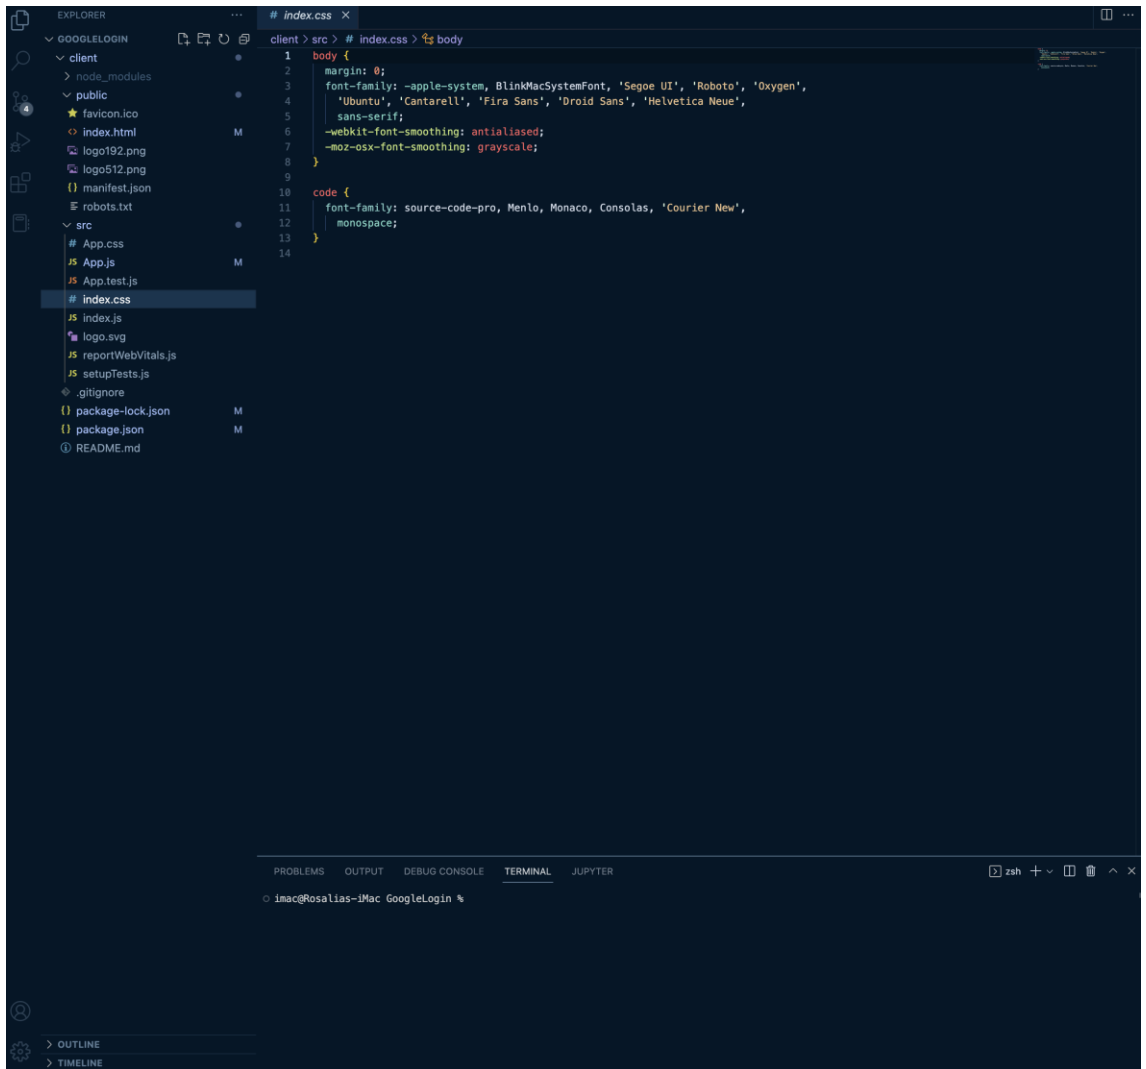 EXPLORER
GOOGLELOGIN
client
node_modules
public
favicon.ico
index.html M
logo192.png
logo512.png
{} manifest.json
robots.txt
src
# App.css
JS App.js M
JS App.test.js
# index.css
JS index.js
logo.svg
JS reportWebVitals.js
JS setupTests.js
.gitignore
{} package-lock.json M
{} package.json M
README.md
OUTLINE
TIMELINE
4
# index.css
client > src > # index.css > body
1 body {
2 margin: 0;
3 font-family: -apple-system, BlinkMacSystemFont, 'Segoe UI', 'Roboto', 'Oxygen',
4 'Ubuntu', 'Cantarell', 'Fira Sans', 'Droid Sans', 'Helvetica Neue',
5 sans-serif;
6 -webkit-font-smoothing: antialiased;
7 -moz-osx-font-smoothing: grayscale;
8 }
9
10 code {
11 font-family: source-code-pro, Menlo, Monaco, Consolas, 'Courier New',
12 monospace;
13 }
14
PROBLEMS OUTPUT DEBUG CONSOLE TERMINAL JUPYTER
zsh
imac@Rosalias-iMac GoogleLogin %